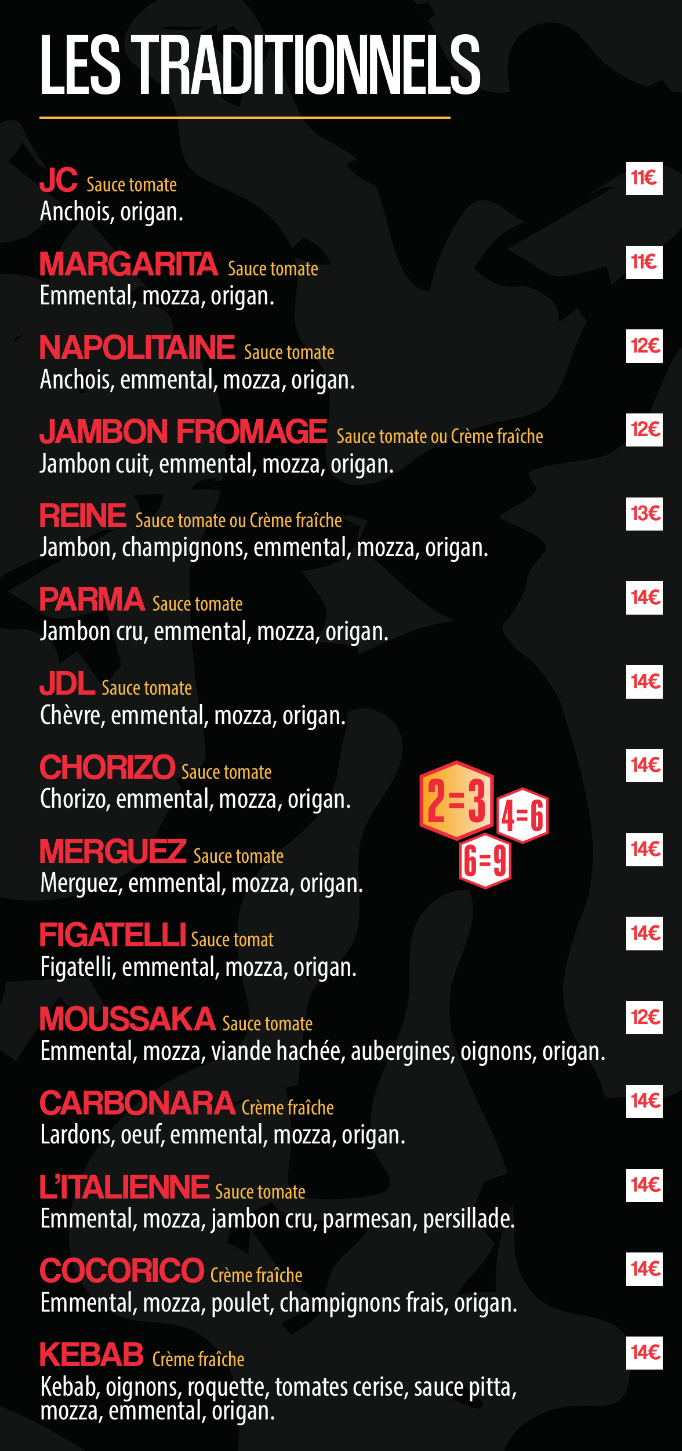 LES TRADITIONNELS
JC Sauce tomate 11€
Anchois, origan.
MARGARITA Sauce tomate 11€
Emmental, mozza, origan.
NAPOLITAINE Sauce tomate 12€
Anchois, emmental, mozza, origan.
JAMBON FROMAGE Sauce tomate ou Crème fraîche 12€
Jambon cuit, emmental, mozza, origan.
REINE Sauce tomate ou Crème fraîche 13€
Jambon, champignons, emmental, mozza, origan.
PARMA Sauce tomate 14€
Jambon cru, emmental, mozza, origan.
JDL Sauce tomate 14€
Chèvre, emmental, mozza, origan.
CHORIZO Sauce tomate 14€
Chorizo, emmental, mozza, origan.
2=3
4=6
6=9
MERGUEZ Sauce tomate 14€
Merguez, emmental, mozza, origan.
FIGATELLI Sauce tomat 14€
Figatelli, emmental, mozza, origan.
MOUSSAKA Sauce tomate 12€
Emmental, mozza, viande hachée, aubergines, oignons, origan.
CARBONARA Crème fraîche 14€
Lardons, oeuf, emmental, mozza, origan.
L'ITALIENNE Sauce tomate 14€
Emmental, mozza, jambon cru, parmesan, persillade.
COCORICO Crème fraîche 14€
Emmental, mozza, poulet, champignons frais, origan.
KEBAB Crème fraîche 14€
Kebab, oignons, roquette, tomates cerise, sauce pitta,
mozza, emmental, origan.